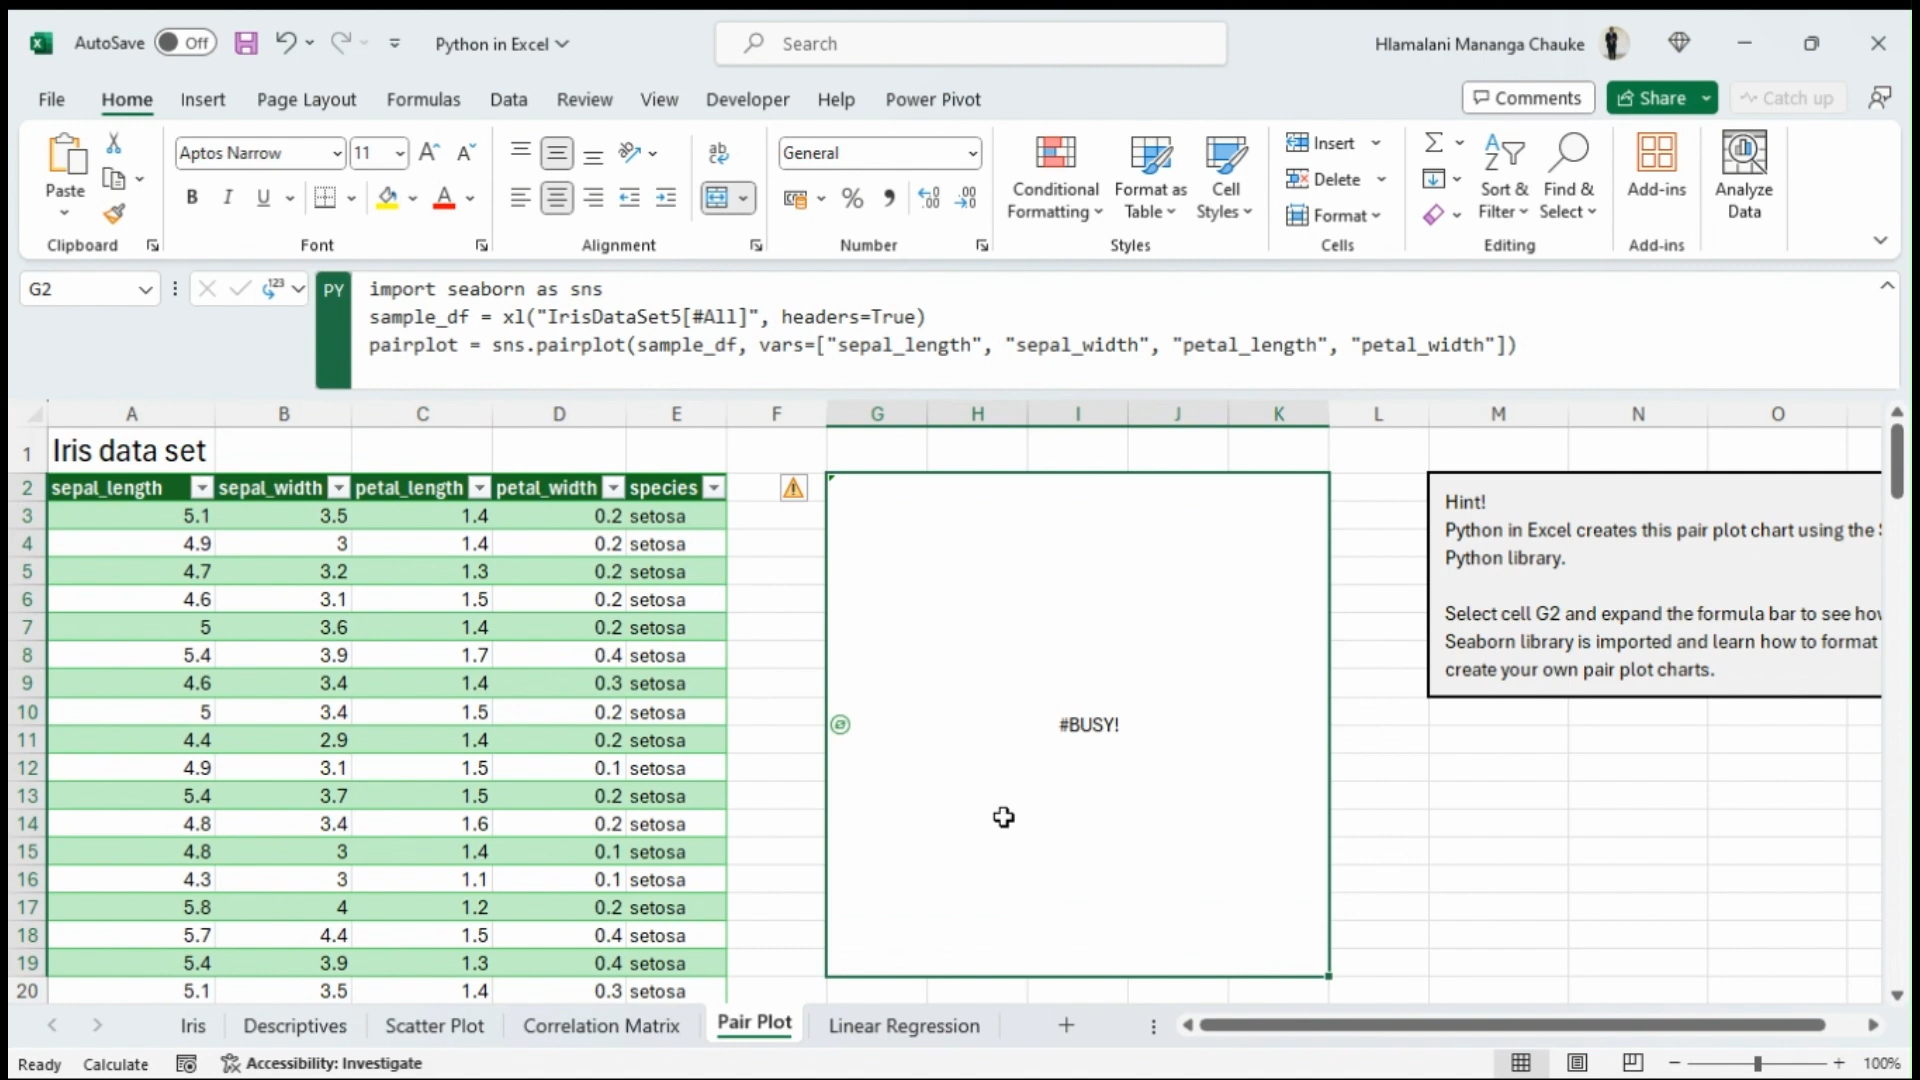 AutoSave Off Python in Excel Search Hlamalani Mananga Chauke
File Home Insert Page Layout Formulas Data Review View Developer Help Power Pivot Comments Share Catch up
Paste
Clipboard
Aptos Narrow 11
B I U
Font
ab
Alignment
General
%
Number
Conditional Formatting
Format as Table
Cell Styles
Styles
Insert
Delete
Format
Cells
Sort & Filter
Find & Select
Editing
Add-ins
Add-ins
Analyze Data
G2
PY
import seaborn as sns
sample_df = xl("IrisDataSet5[#All]", headers=True)
pairplot = sns.pairplot(sample_df, vars=["sepal_length", "sepal_width", "petal_length", "petal_width"])
A B C D E F G H I J K L M N O
1 Iris data set
2 sepal_length sepal_width petal_length petal_width species
3 5.1 3.5 1.4 0.2 setosa
4 4.9 3 1.4 0.2 setosa
5 4.7 3.2 1.3 0.2 setosa
6 4.6 3.1 1.5 0.2 setosa
7 5 3.6 1.4 0.2 setosa
8 5.4 3.9 1.7 0.4 setosa
9 4.6 3.4 1.4 0.3 setosa
10 5 3.4 1.5 0.2 setosa
11 4.4 2.9 1.4 0.2 setosa
12 4.9 3.1 1.5 0.1 setosa
13 5.4 3.7 1.5 0.2 setosa
14 4.8 3.4 1.6 0.2 setosa
15 4.8 3 1.4 0.1 setosa
16 4.3 3 1.1 0.1 setosa
17 5.8 4 1.2 0.2 setosa
18 5.7 4.4 1.5 0.4 setosa
19 5.4 3.9 1.3 0.4 setosa
20 5.1 3.5 1.4 0.3 setosa
#BUSY!
Hint!
Python in Excel creates this pair plot chart using the
Python library.
Select cell G2 and expand the formula bar to see how
Seaborn library is imported and learn how to format
create your own pair plot charts.
Iris Descriptives Scatter Plot Correlation Matrix Pair Plot Linear Regression
Ready Calculate Accessibility: Investigate 100%